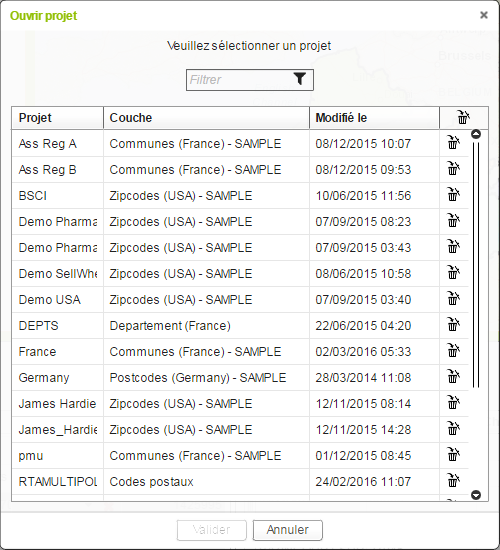 Ouvrir projet
Veuillez sélectionner un projet
Filtrer
Projet Couche Modifié le
Ass Reg A Communes (France) - SAMPLE 08/12/2015 10:07
Ass Reg B Communes (France) - SAMPLE 08/12/2015 09:53
BSCI Zipcodes (USA) - SAMPLE 10/06/2015 11:56
Demo Pharma Zipcodes (USA) - SAMPLE 07/09/2015 08:23
Demo Pharma Zipcodes (USA) - SAMPLE 07/09/2015 03:43
Demo SellWhe Zipcodes (USA) - SAMPLE 08/06/2015 10:58
Demo USA Zipcodes (USA) - SAMPLE 07/09/2015 03:40
DEPTS Departement (France) 22/06/2015 04:20
France Communes (France) - SAMPLE 02/03/2016 05:33
Germany Postcodes (Germany) - SAMPLE 28/03/2014 11:08
James Hardie Zipcodes (USA) - SAMPLE 12/11/2015 08:14
James_Hardie Zipcodes (USA) - SAMPLE 12/11/2015 14:28
pmu Communes (France) - SAMPLE 01/12/2015 08:45
RTAMULTIPOL Codes postaux 24/02/2016 11:07
Valider Annuler